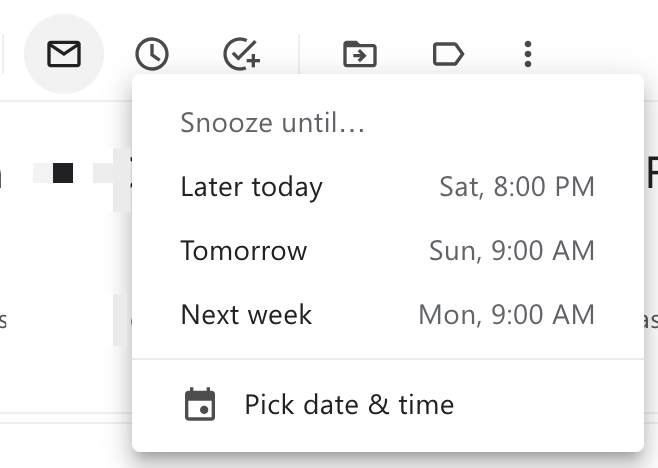 Snooze until…
Later today Sat, 8:00 PM
Tomorrow Sun, 9:00 AM
Next week Mon, 9:00 AM
Pick date & time